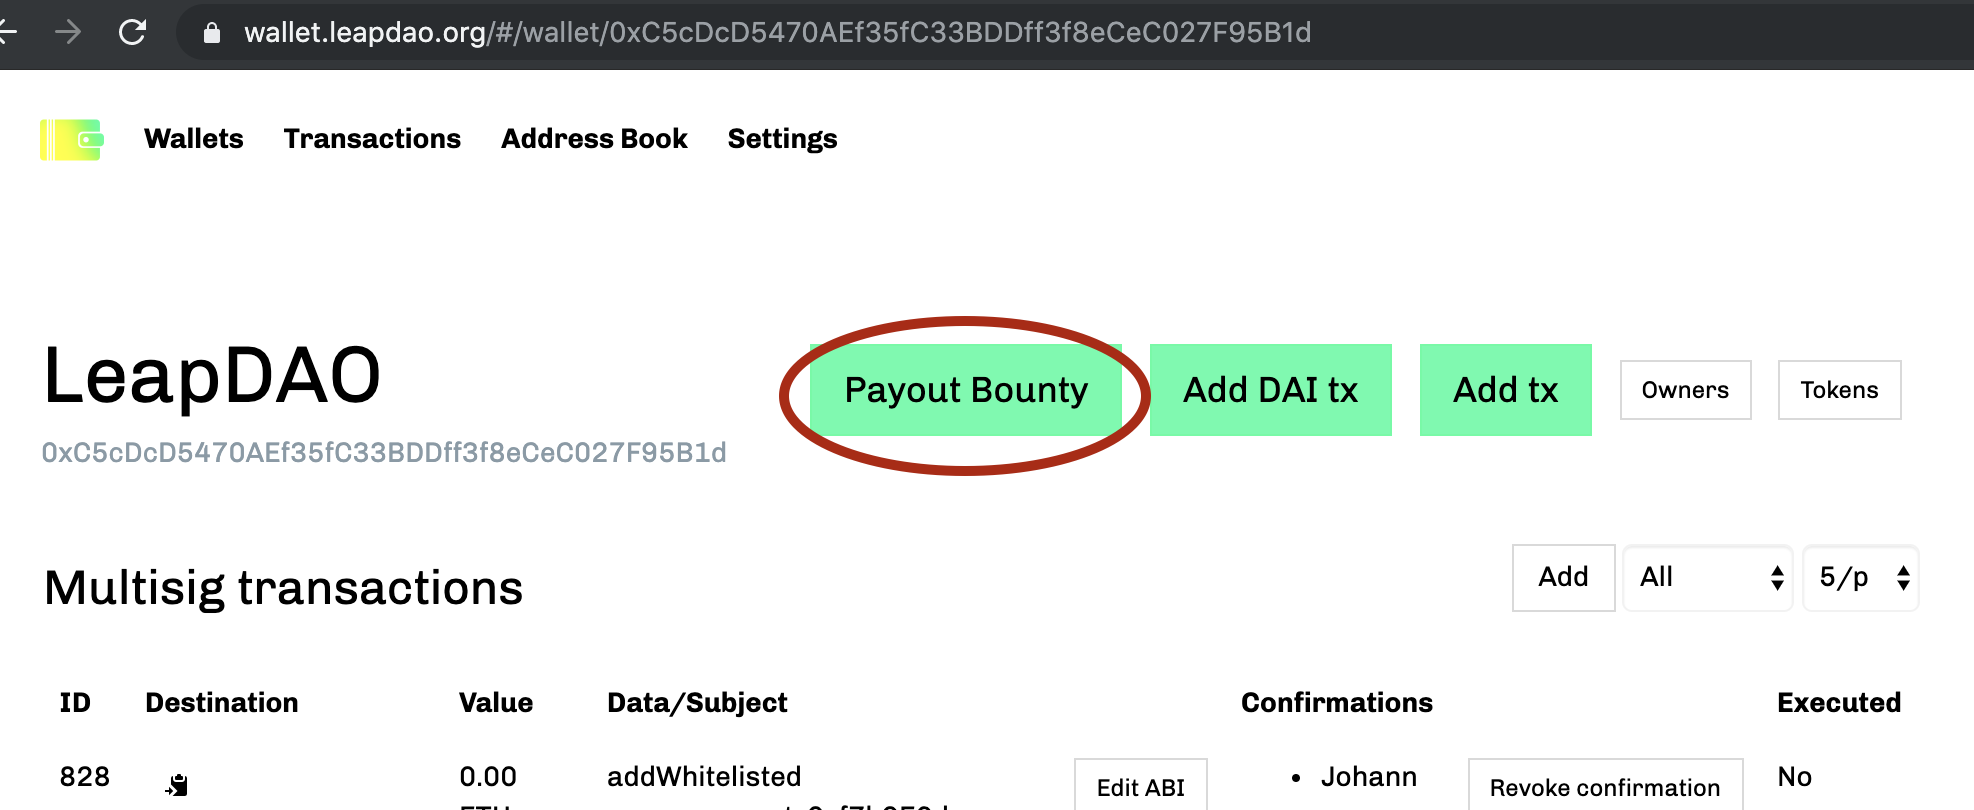 wallet.leapdao.org/#/wallet/0xC5cDcD5470AEf35fC33BDDff3f8eCeC027F95B1d
Wallets Transactions Address Book Settings
LeapDAO
Payout Bounty Add DAI tx Add tx Owners Tokens
0xC5cDcD5470AEf35fC33BDDff3f8eCeC027F95B1d
Multisig transactions
Add All 5/p
ID Destination Value Data/Subject Confirmations Executed
828 0.00 addWhitelisted Edit ABI • Johann Revoke confirmation No